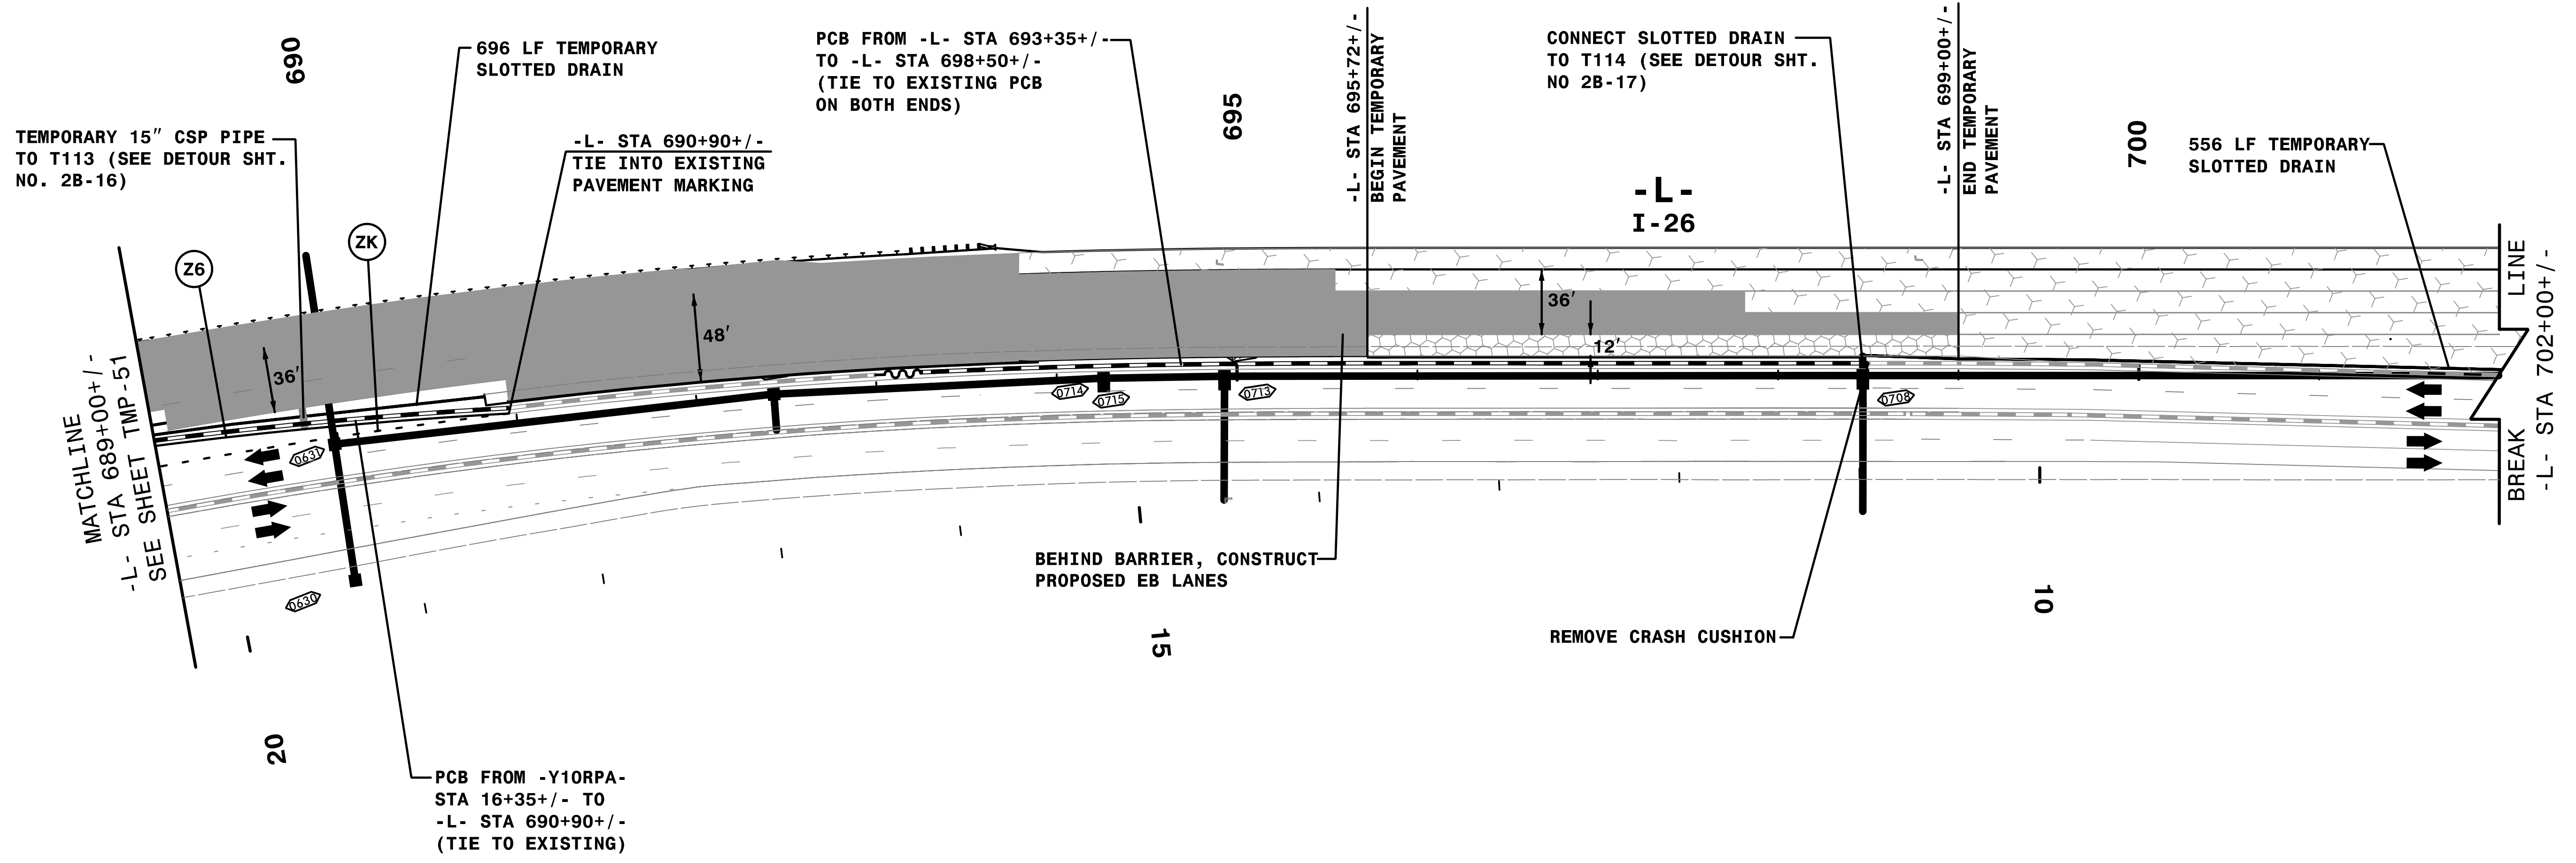 690
696 LF TEMPORARY
SLOTTED DRAIN
PCB FROM -L- STA 693+35+/-
TO -L- STA 698+50+/-
(TIE TO EXISTING PCB
ON BOTH ENDS)
695
-L- STA 695+72+/-
BEGIN TEMPORARY
PAVEMENT
CONNECT SLOTTED DRAIN
TO T114 (SEE DETOUR SHT.
NO 2B-17)
-L- STA 699+00+/-
END TEMPORARY
PAVEMENT
700
556 LF TEMPORARY
SLOTTED DRAIN
TEMPORARY 15" CSP PIPE
TO T113 (SEE DETOUR SHT.
NO. 2B-16)
-L- STA 690+90+/-
TIE INTO EXISTING
PAVEMENT MARKING
-L-
I-26
Z6
ZK
36'
48'
36'
12'
MATCHLINE
-L- STA 689+00+/-
SEE SHEET TMP-51
BREAK LINE
-L- STA 702+00+/-
0631
0714
0715
0713
0708
0630
BEHIND BARRIER, CONSTRUCT
PROPOSED EB LANES
REMOVE CRASH CUSHION
20
15
10
PCB FROM -Y10RPA-
STA 16+35+/- TO
-L- STA 690+90+/-
(TIE TO EXISTING)